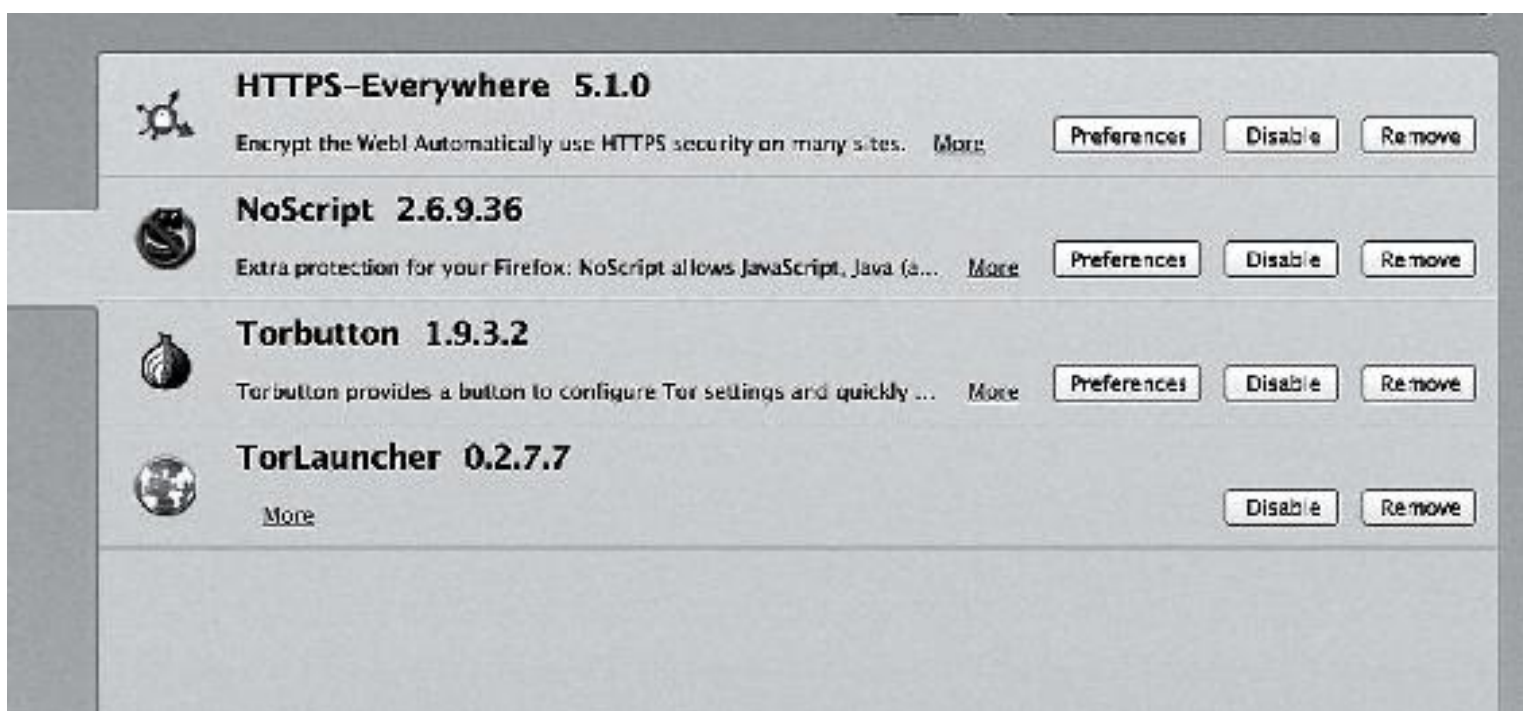 HTTPS-Everywhere 5.1.0
Encrypt the Web! Automatically use HTTPS security on many sites. More Preferences Disable Remove
NoScript 2.6.9.36
Extra protection for your Firefox: NoScript allows JavaScript, Java (a... More Preferences Disable Remove
Torbutton 1.9.3.2
Torbutton provides a button to configure Tor settings and quickly ... More Preferences Disable Remove
TorLauncher 0.2.7.7
More Disable Remove